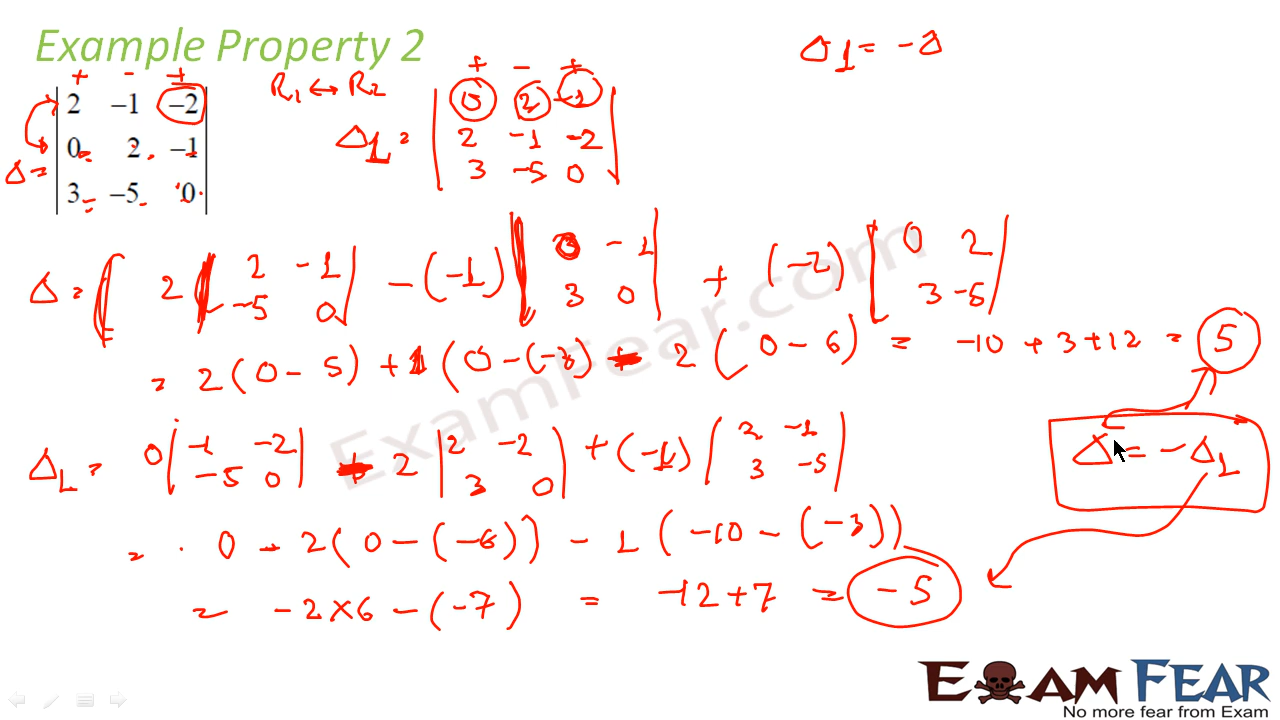 Example Property 2
Δ1 = -Δ
+ - +
R1 ↔ R2
+ - +
Δ = | 2 -1 -2 |
| 0 2 -1 |
| 3 -5 0 |
Δ1 = | 0 2 -1 |
| 2 -1 -2 |
| 3 -5 0 |
Δ = 2 | 2 -1 | - (-1) | 0 -1 | + (-2) | 0 2 |
| -5 0 | | 3 0 | | 3 -5 |
= 2 (0 - 5) + 1 (0 - (-3) - 2 (0 - 6) = -10 + 3 + 12 = 5
Δ = -Δ1
Δ1 = 0 | -1 -2 | - 2 | 2 -2 | + (-1) | 2 -1 |
| -5 0 | | 3 0 | | 3 -5 |
= 0 - 2 (0 - (-6)) - 1 (-10 - (-3))
= -2 × 6 - (-7) = -12 + 7 = -5
ExamFear.com
EXAM FEAR
No more fear from Exam